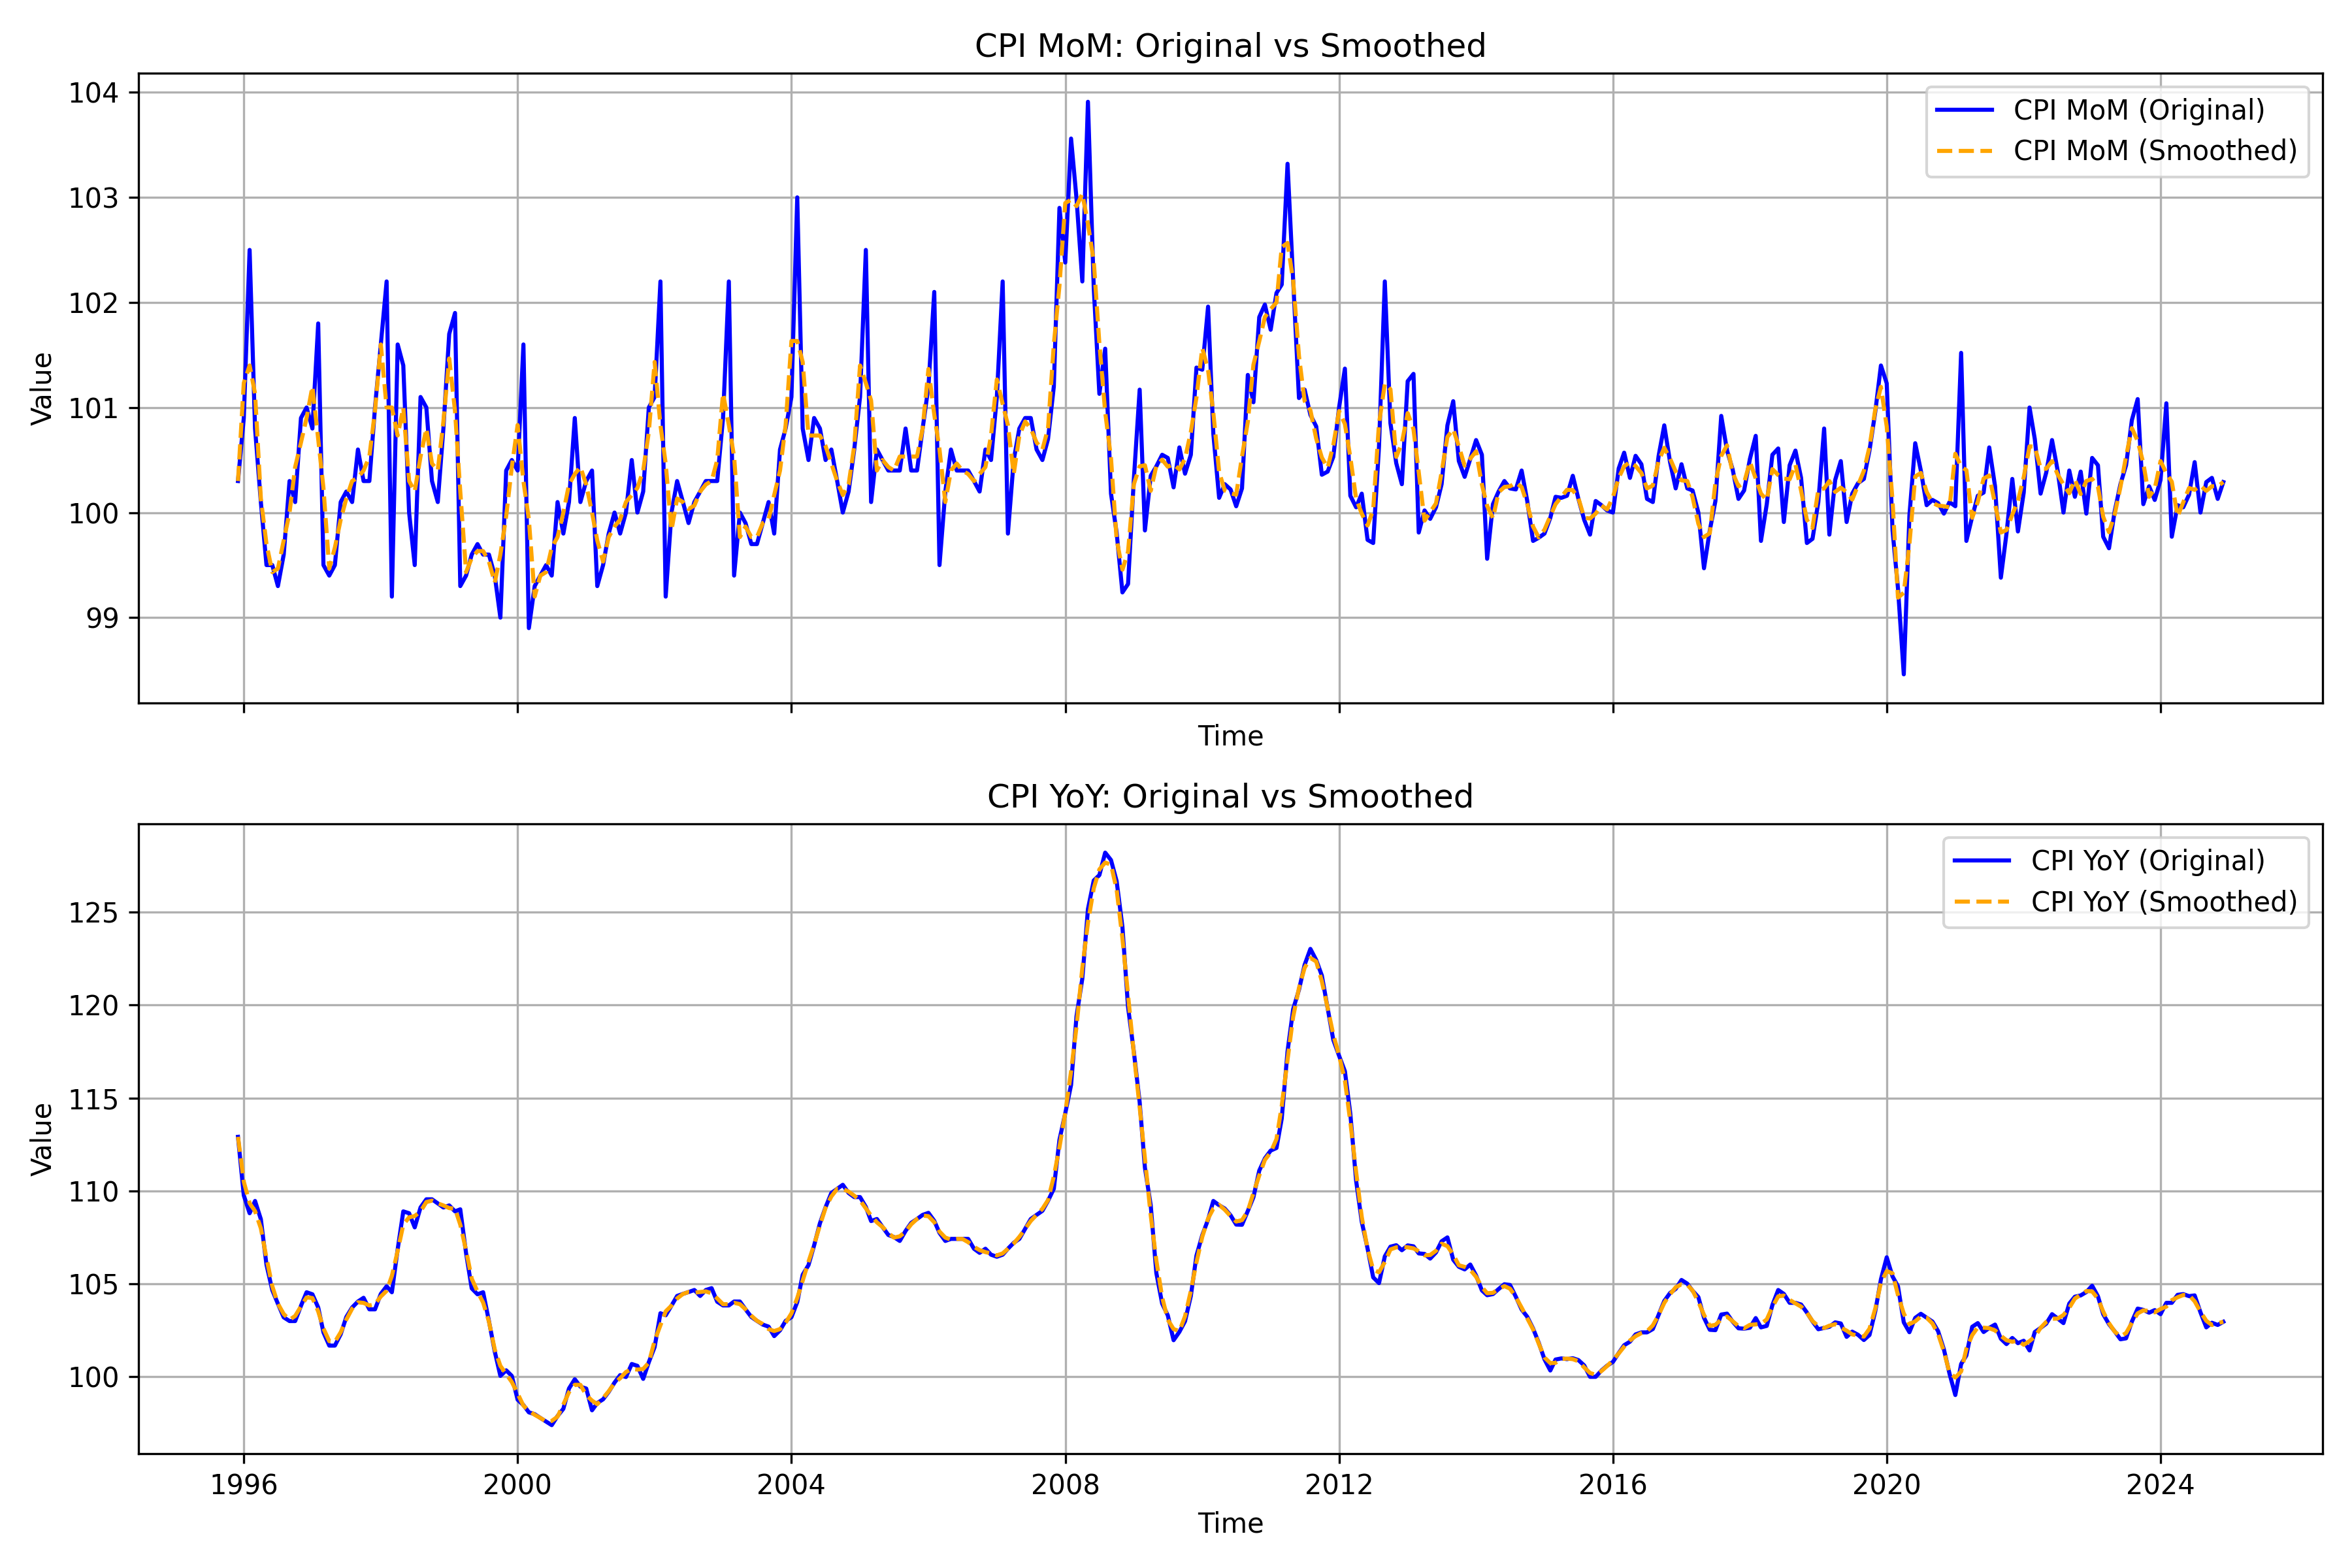 CPI MoM: Original vs Smoothed
104
103
102
101
100
99
Value
CPI MoM (Original)
CPI MoM (Smoothed)
Time
CPI YoY: Original vs Smoothed
125
120
115
110
105
100
Value
CPI YoY (Original)
CPI YoY (Smoothed)
1996 2000 2004 2008 2012 2016 2020 2024
Time